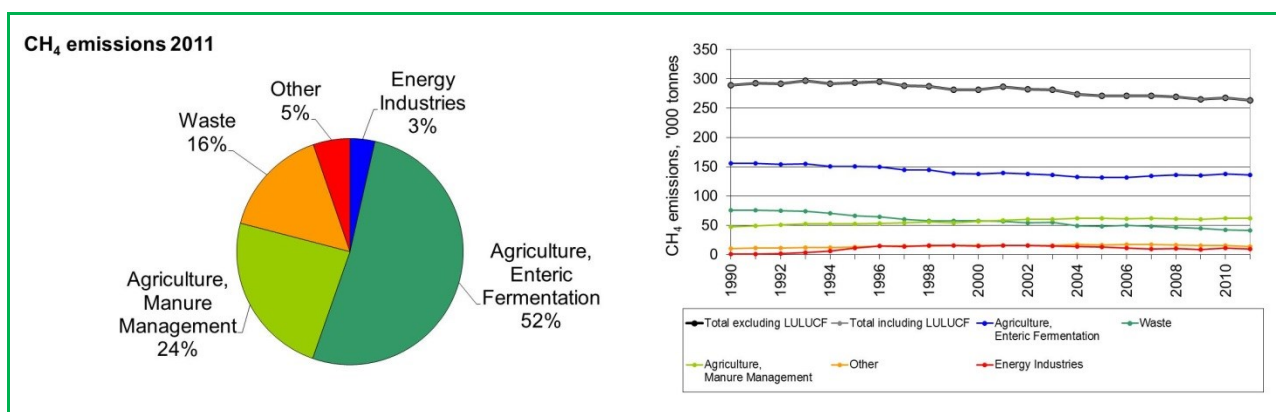 CH4 emissions 2011
Energy
Industries
3%
Other
5%
Waste
16%
Agriculture,
Manure
Management
24%
Agriculture,
Enteric
Fermentation
52%
CH4 emissions, '000 tonnes
350
300
250
200
150
100
50
0
1990
1992
1994
1996
1998
2000
2002
2004
2006
2008
2010
Total excluding LULUCF
Total including LULUCF
Agriculture,
Enteric Fermentation
Waste
Agriculture,
Manure Management
Other
Energy Industries